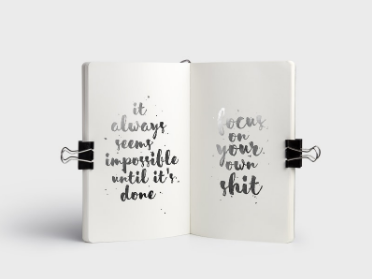 it
always
seems
impossible
until it's
done
focus
on
your
own
shit